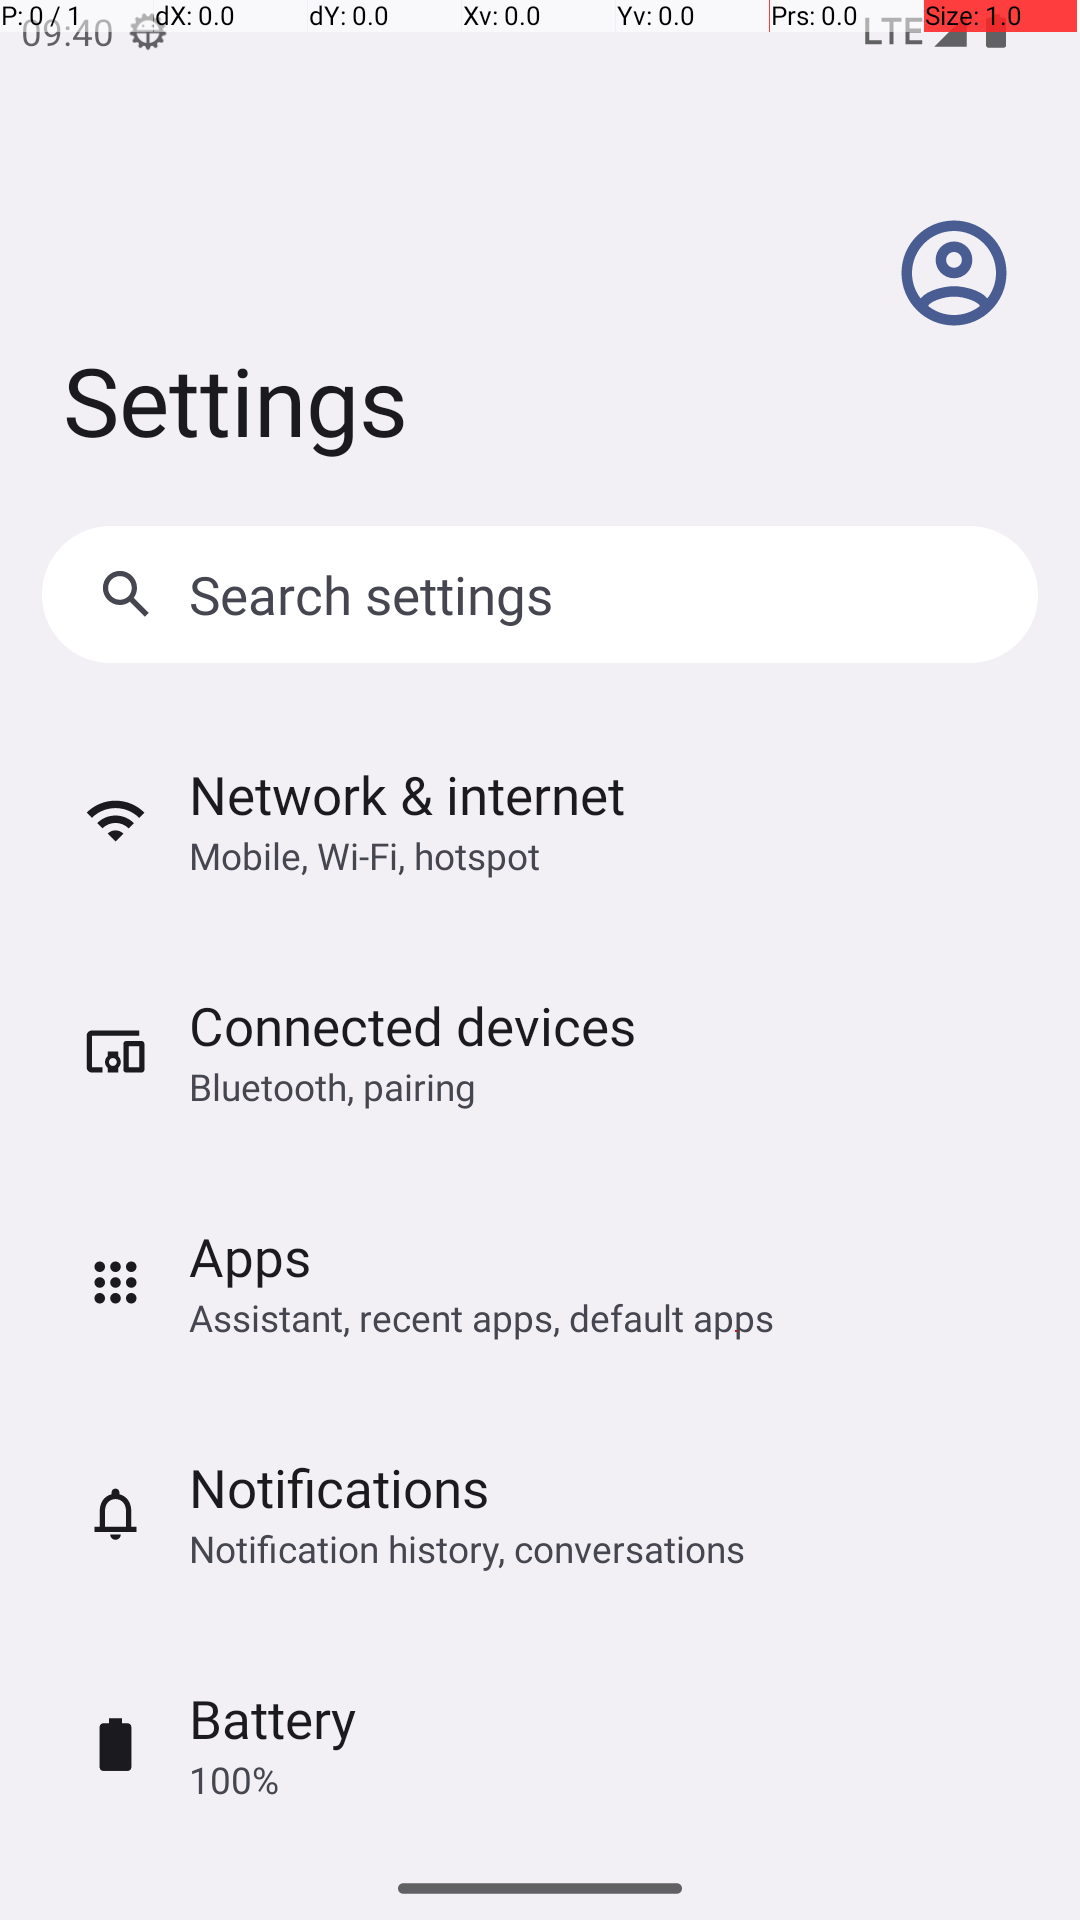 P: 0 / 1 dX: 0.0 dY: 0.0 Xv: 0.0 Yv: 0.0 Prs: 0.0 Size: 1.0
09:40 LTE
Settings
Search settings
Network & internet
Mobile, Wi-Fi, hotspot
Connected devices
Bluetooth, pairing
Apps
Assistant, recent apps, default apps
Notifications
Notification history, conversations
Battery
100%